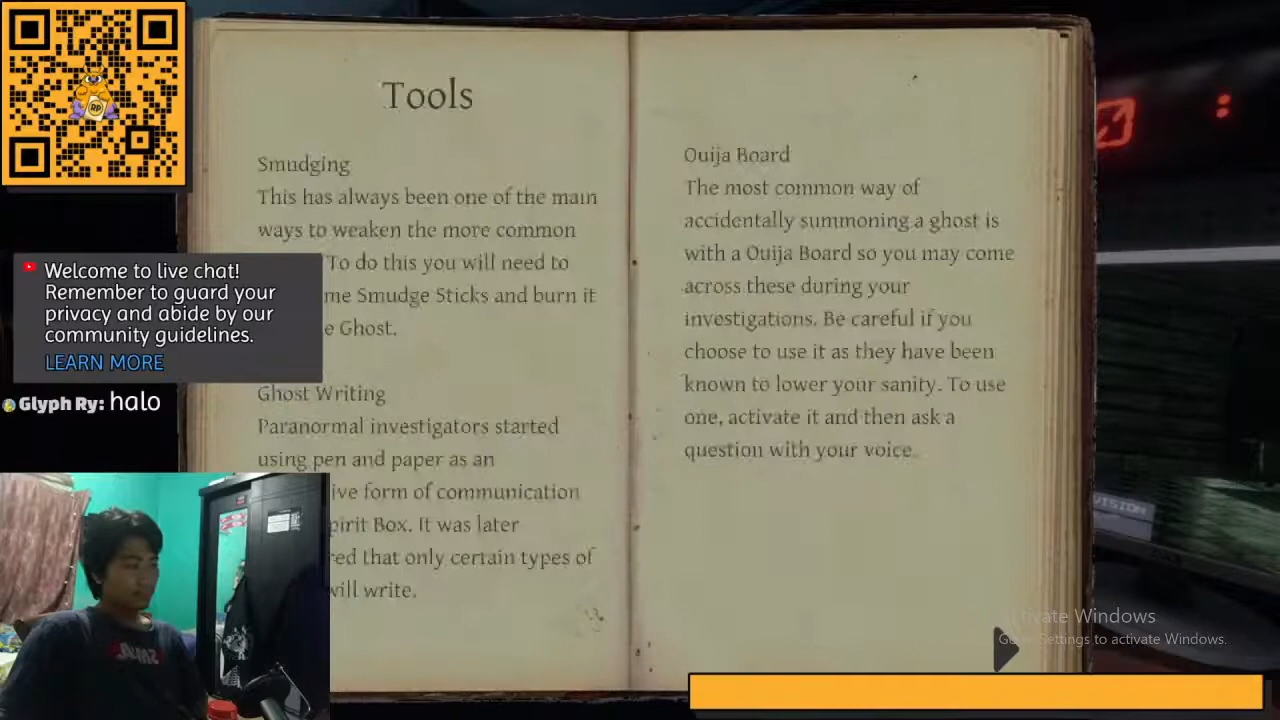 Tools
Smudging
This has always been one of the main
ways to weaken the more common
To do this you will need to
me Smudge Sticks and burn it
e Ghost.
Ghost Writing
Paranormal investigators started
using pen and paper as an
ive form of communication
pirit Box. It was later
red that only certain types of
will write.
Ouija Board
The most common way of
accidentally summoning a ghost is
with a Ouija Board so you may come
across these during your
investigations. Be careful if you
choose to use it as they have been
known to lower your sanity. To use
one, activate it and then ask a
question with your voice.
Welcome to live chat!
Remember to guard your
privacy and abide by our
community guidelines.
LEARN MORE
Glyph Ry: halo
RP
VISION
Activate Windows
Go to Settings to activate Windows.